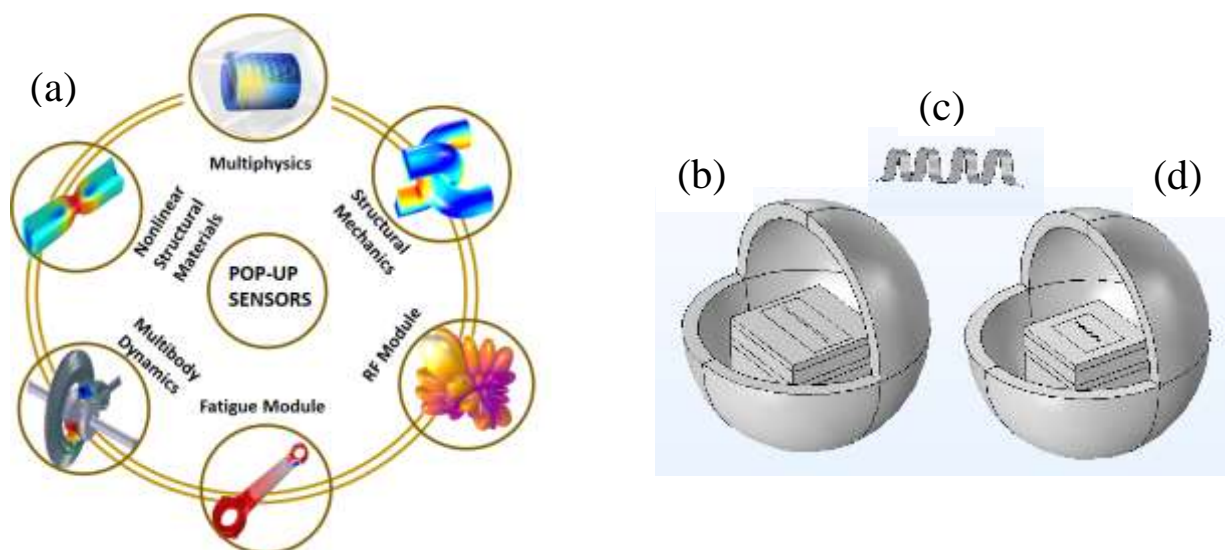 (a)
Multiphysics
Nonlinear
Structural
Materials
Structural
Mechanics
POP-UP
SENSORS
Multibody
Dynamics
RF Module
Fatigue Module
(b)
(c)
(d)